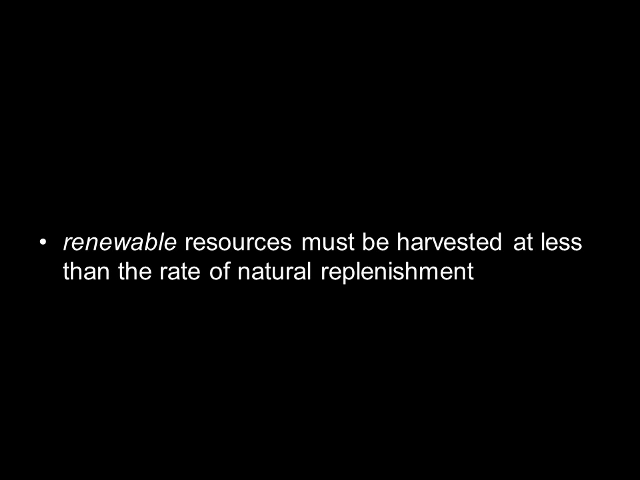 • renewable resources must be harvested at less
than the rate of natural replenishment